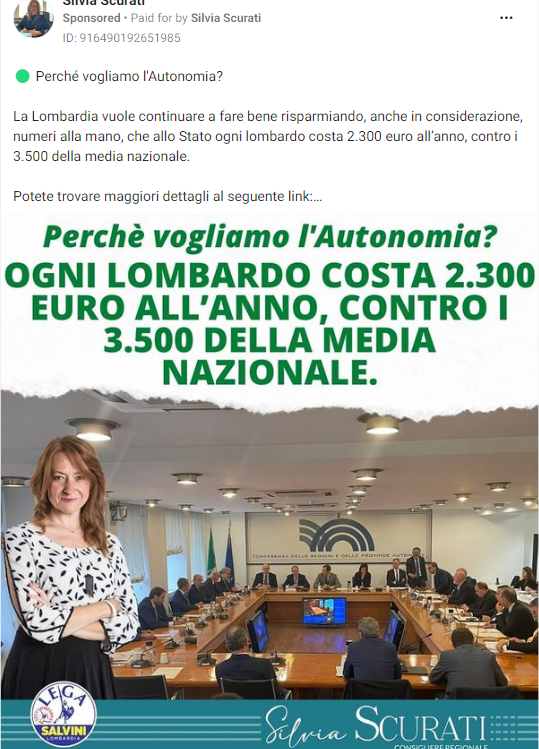 Silvia Scurati
Sponsored • Paid for by Silvia Scurati
ID: 916490192651985
Perché vogliamo l'Autonomia?
La Lombardia vuole continuare a fare bene risparmiando, anche in considerazione,
numeri alla mano, che allo Stato ogni lombardo costa 2.300 euro all'anno, contro i
3.500 della media nazionale.
Potete trovare maggiori dettagli al seguente link:...
Perchè vogliamo l'Autonomia?
OGNI LOMBARDO COSTA 2.300
EURO ALL'ANNO, CONTRO I
3.500 DELLA MEDIA
NAZIONALE.
CONFERENZA DELLE REGIONI E DELLE PROVINCE AUTONOME
LEGA
SALVINI
LOMBARDIA
Silvia SCURATI
CONSIGLIERE REGIONALE